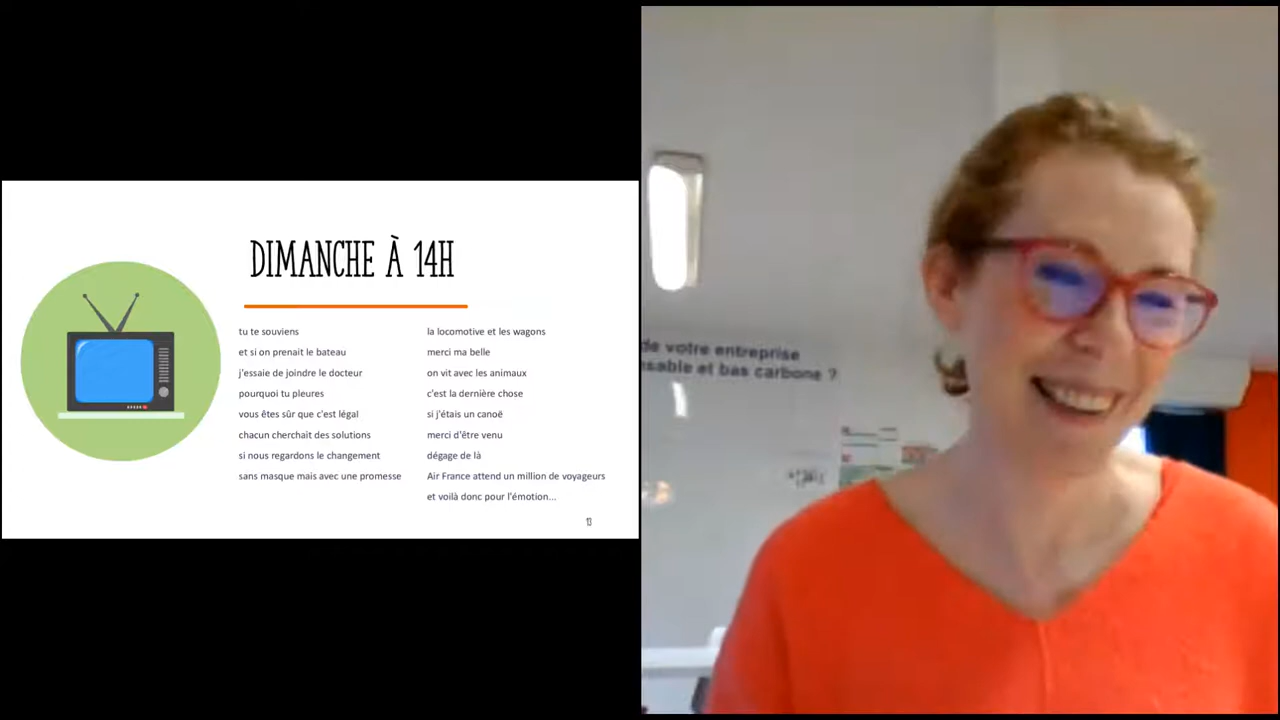 DIMANCHE À 14H
tu te souviens
et si on prenait le bateau
j'essaie de joindre le docteur
pourquoi tu pleures
vous êtes sûr que c'est légal
chacun cherchait des solutions
si nous regardons le changement
sans masque mais avec une promesse
la locomotive et les wagons
merci ma belle
on vit avec les animaux
c'est la dernière chose
si j'étais un canoë
merci d'être venu
dégage de là
Air France attend un million de voyageurs
et voilà donc pour l'émotion...
13
de votre entreprise
sable et bas carbone ?